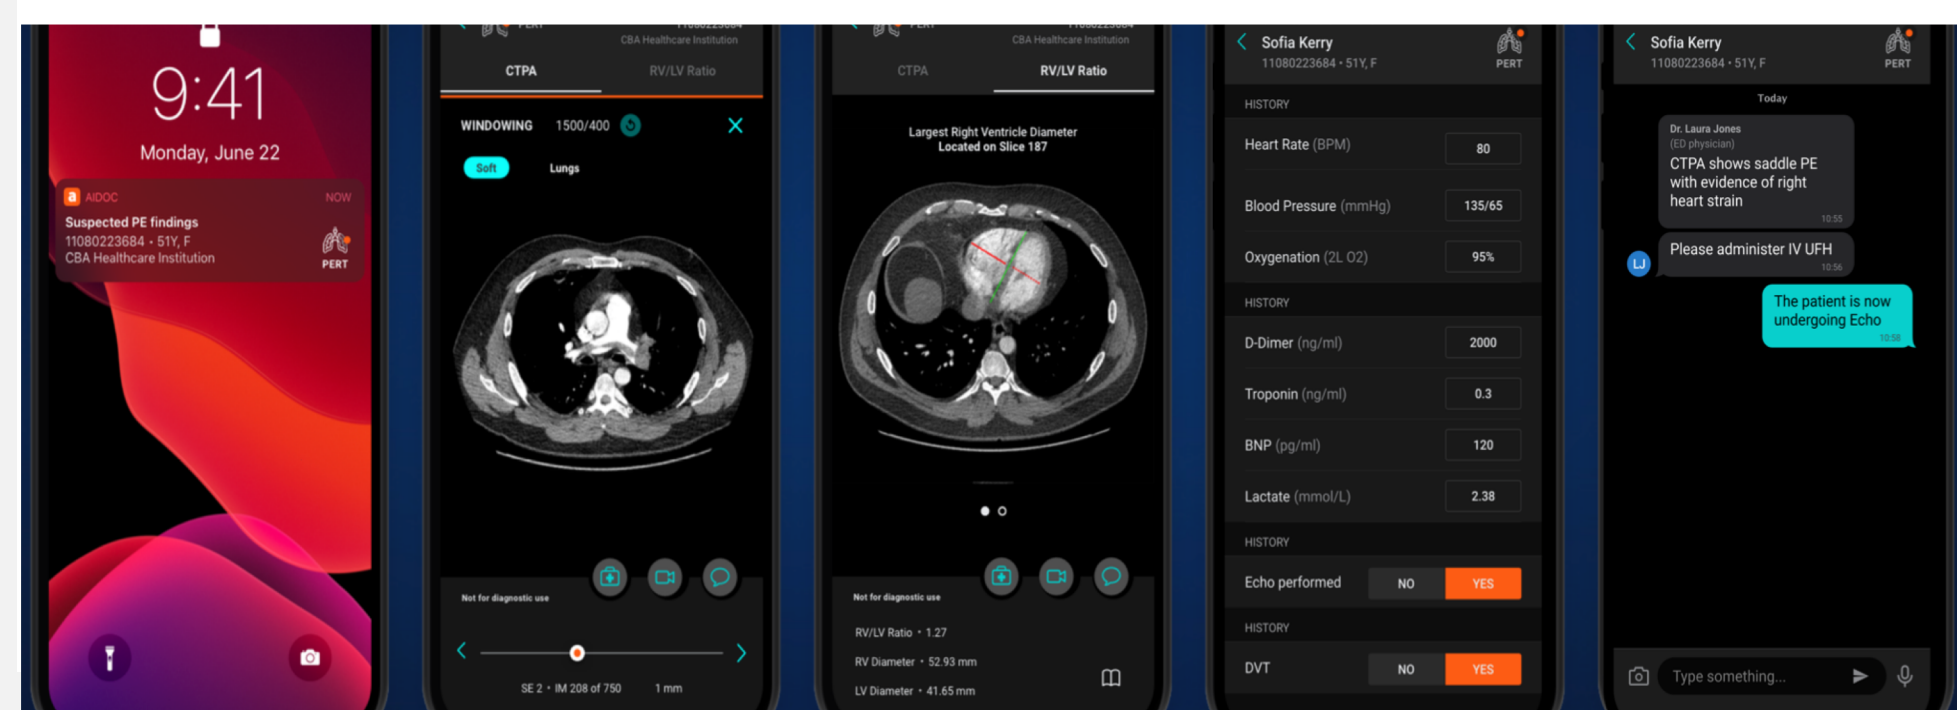 9:41
Monday, June 22
a AIDOC NOW
Suspected PE findings
11080223684 • 51Y, F
CBA Healthcare Institution
PERT
PERT
11080223684
CBA Healthcare Institution
CTPA RV/LV Ratio
WINDOWING 1500/400
Soft Lungs
Not for diagnostic use
SE 2 • IM 208 of 750 1 mm
PERT
11080223684
CBA Healthcare Institution
CTPA RV/LV Ratio
Largest Right Ventricle Diameter
Located on Slice 187
Not for diagnostic use
RV/LV Ratio • 1.27
RV Diameter • 52.93 mm
LV Diameter • 41.65 mm
Sofia Kerry
11080223684 • 51Y, F
PERT
HISTORY
Heart Rate (BPM) 80
Blood Pressure (mmHg) 135/65
Oxygenation (2L O2) 95%
HISTORY
D-Dimer (ng/ml) 2000
Troponin (ng/ml) 0.3
BNP (pg/ml) 120
Lactate (mmol/L) 2.38
HISTORY
Echo performed NO YES
HISTORY
DVT NO YES
Sofia Kerry
11080223684 • 51Y, F
PERT
Today
Dr. Laura Jones
(ED physician)
CTPA shows saddle PE
with evidence of right
heart strain
10:55
Please administer IV UFH
10:56
LJ
The patient is now
undergoing Echo
10:58
Type something...